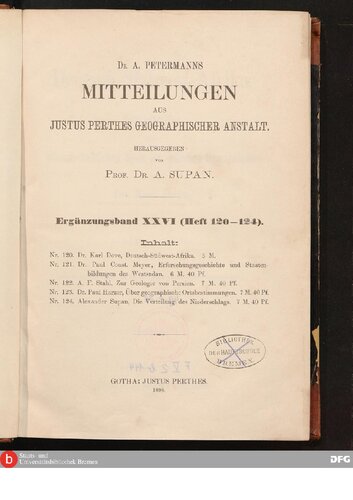 Dr. A. PETERMANNS
MITTEILUNGEN
AUS
JUSTUS PERTHES GEOGRAPHISCHER ANSTALT.
HERAUSGEGEBEN
VON
PROF. DR. A. SUPAN.
Ergänzungsband XXVI (Heft 120–124).
Inhalt:
Nr. 120. Dr. Karl Dove, Deutsch-Südwest-Afrika. 5 M.
Nr. 121. Dr. Paul Const. Meyer, Erforschungsgeschichte und Staaten-
bildungen des Westsudan. 6 M. 40 Pf.
Nr. 122. A. F. Stahl, Zur Geologie von Persien. 7 M. 40 Pf.
Nr. 123. Dr. Paul Harzer, Über geographische Ortsbestimmungen. 7 M. 40 Pf.
Nr. 124. Alexander Supan, Die Verteilung des Niederschlags. 7 M. 40 Pf.
BIBLIOTHEK
BREMEN
GOTHA: JUSTUS PERTHES.
b
Staats- und
Universitätsbibliothek Bremen
DFG